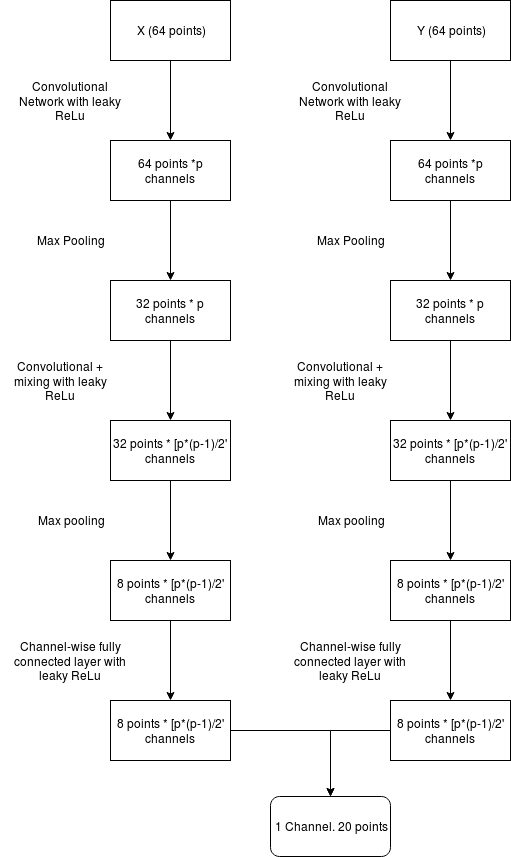 X (64 points)
Y (64 points)
Convolutional
Network with leaky
ReLu
Convolutional
Network with leaky
ReLu
64 points *p
channels
64 points *p
channels
Max Pooling
Max Pooling
32 points * p
channels
32 points * p
channels
Convolutional +
mixing with leaky
ReLu
Convolutional +
mixing with leaky
ReLu
32 points * [p*(p-1)/2'
channels
32 points * [p*(p-1)/2'
channels
Max pooling
Max pooling
8 points * [p*(p-1)/2'
channels
8 points * [p*(p-1)/2'
channels
Channel-wise fully
connected layer with
leaky ReLu
Channel-wise fully
connected layer with
leaky ReLu
8 points * [p*(p-1)/2'
channels
8 points * [p*(p-1)/2'
channels
1 Channel. 20 points